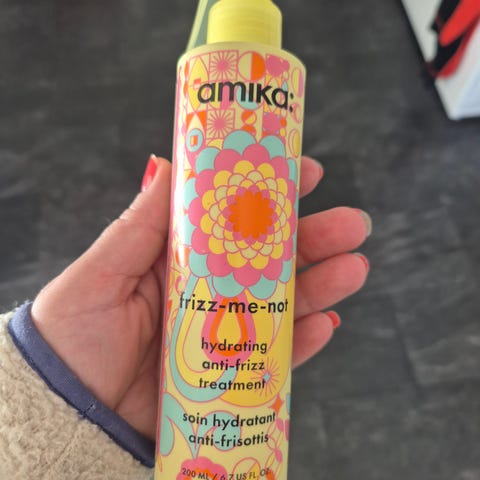 amika:
frizz-me-not
hydrating
anti-frizz
treatment
soin hydratant
anti-frisottis
200 ML / 6.7 US FL. OZ